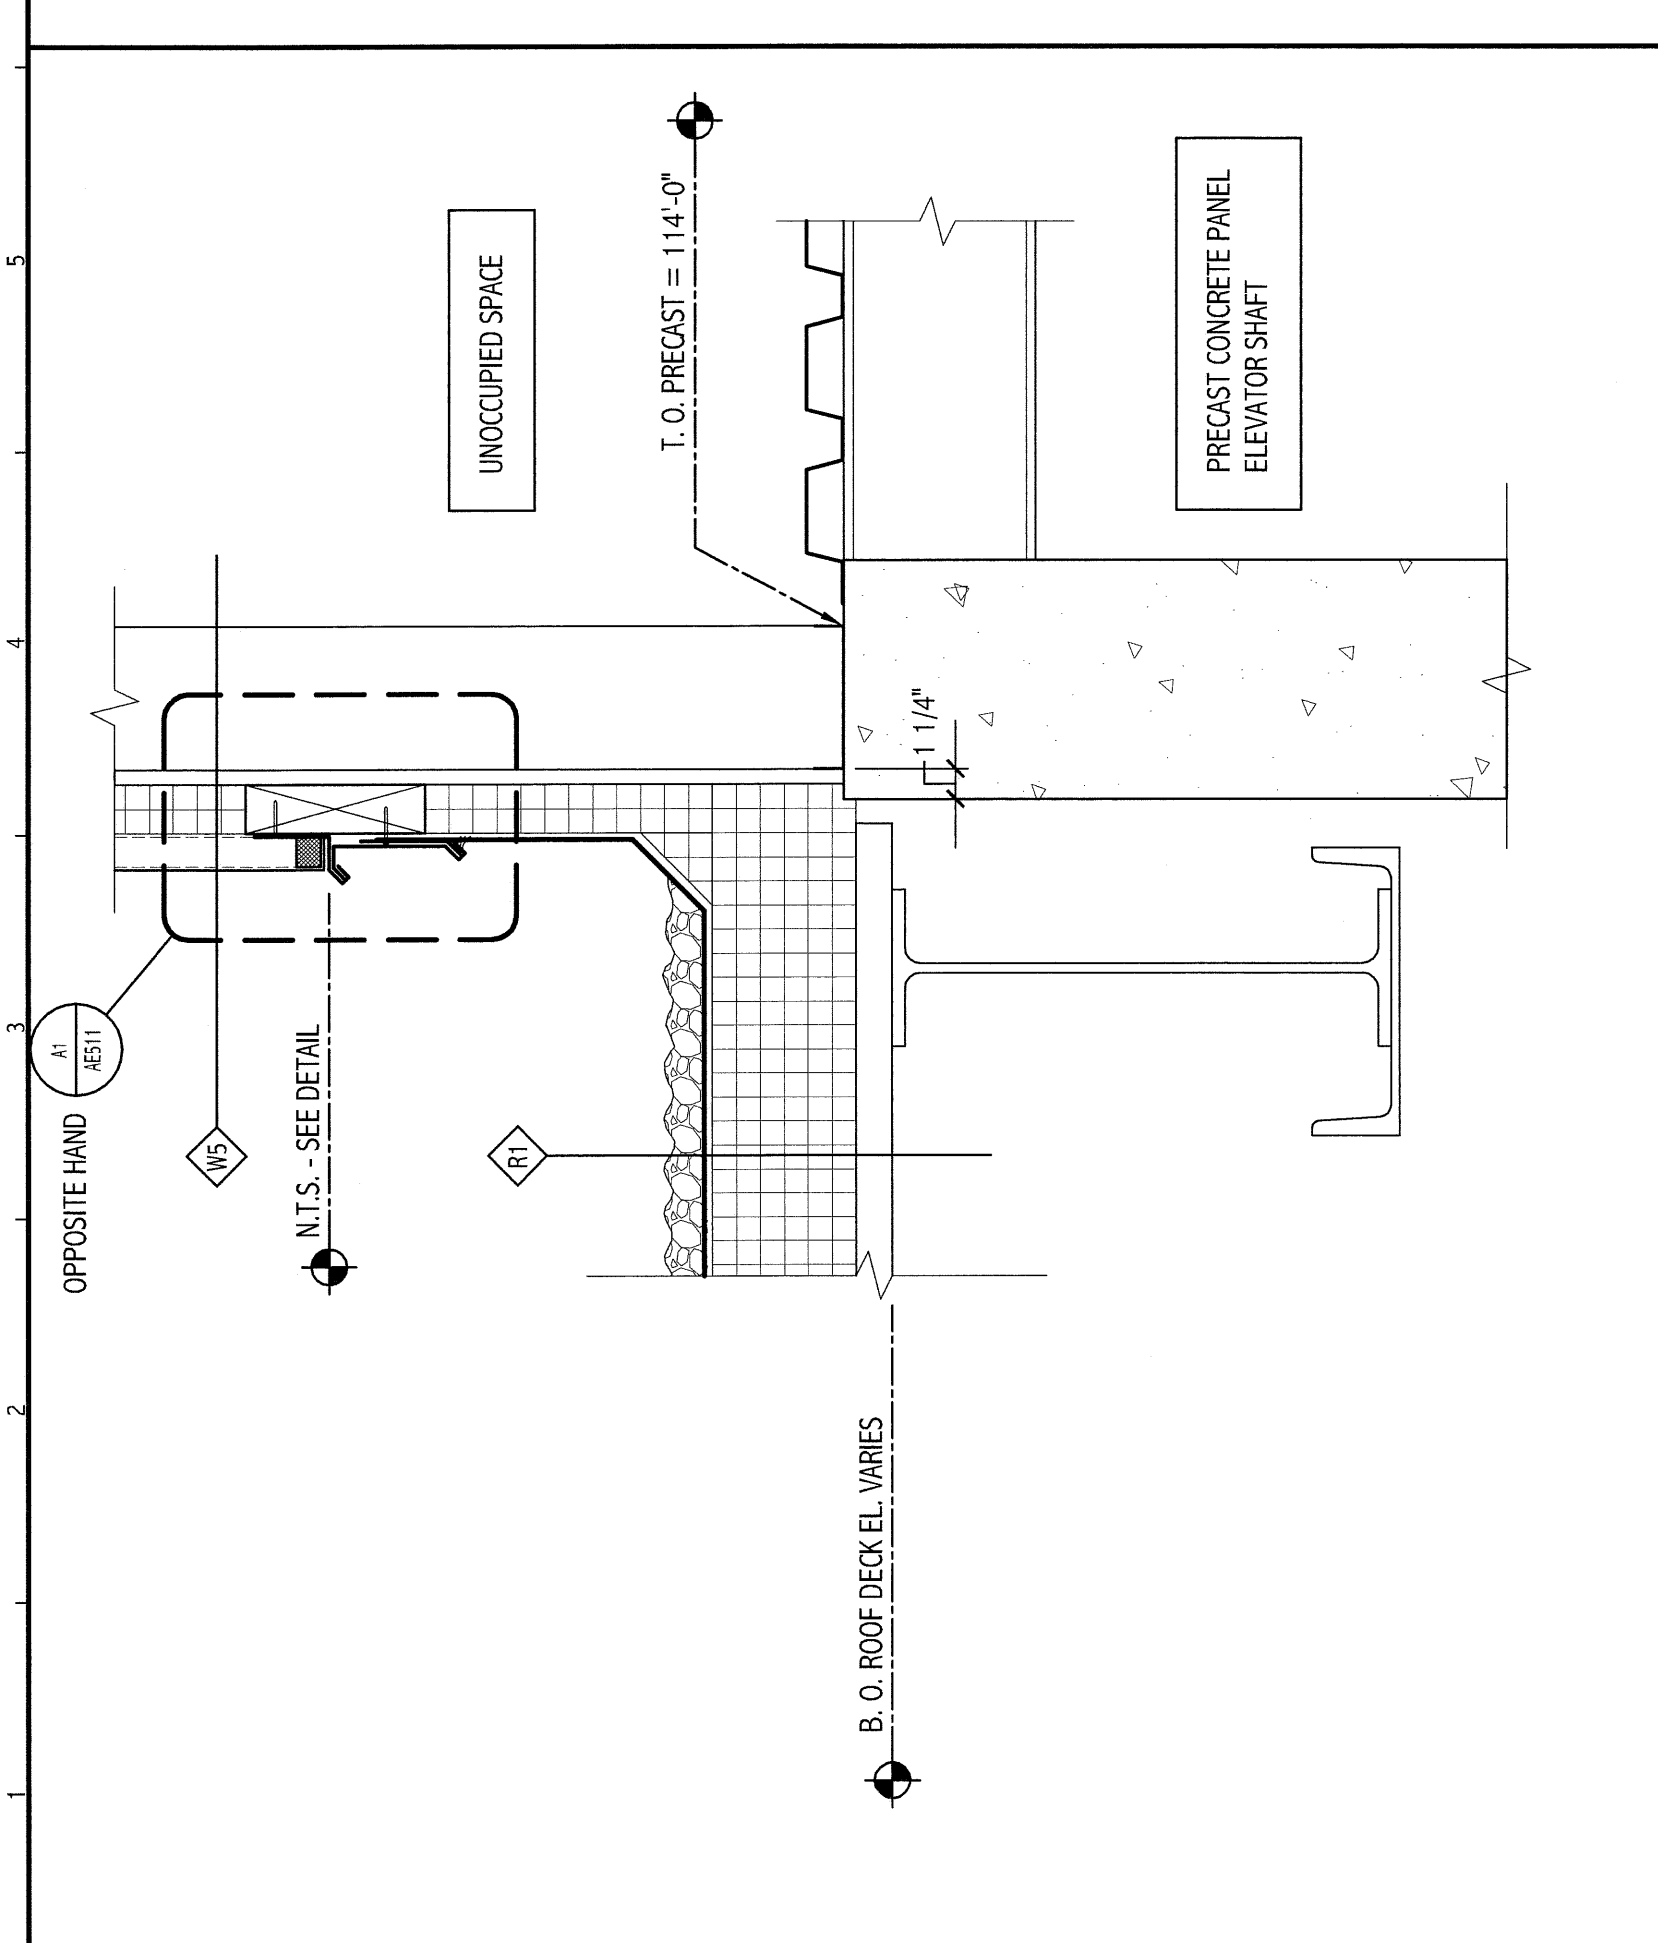 1
2
3
4
5
OPPOSITE HAND
A1
AE511
W5
N.T.S. - SEE DETAIL
R1
UNOCCUPIED SPACE
T. O. PRECAST = 114'-0"
1 1/4"
B. O. ROOF DECK EL. VARIES
PRECAST CONCRETE PANEL
ELEVATOR SHAFT